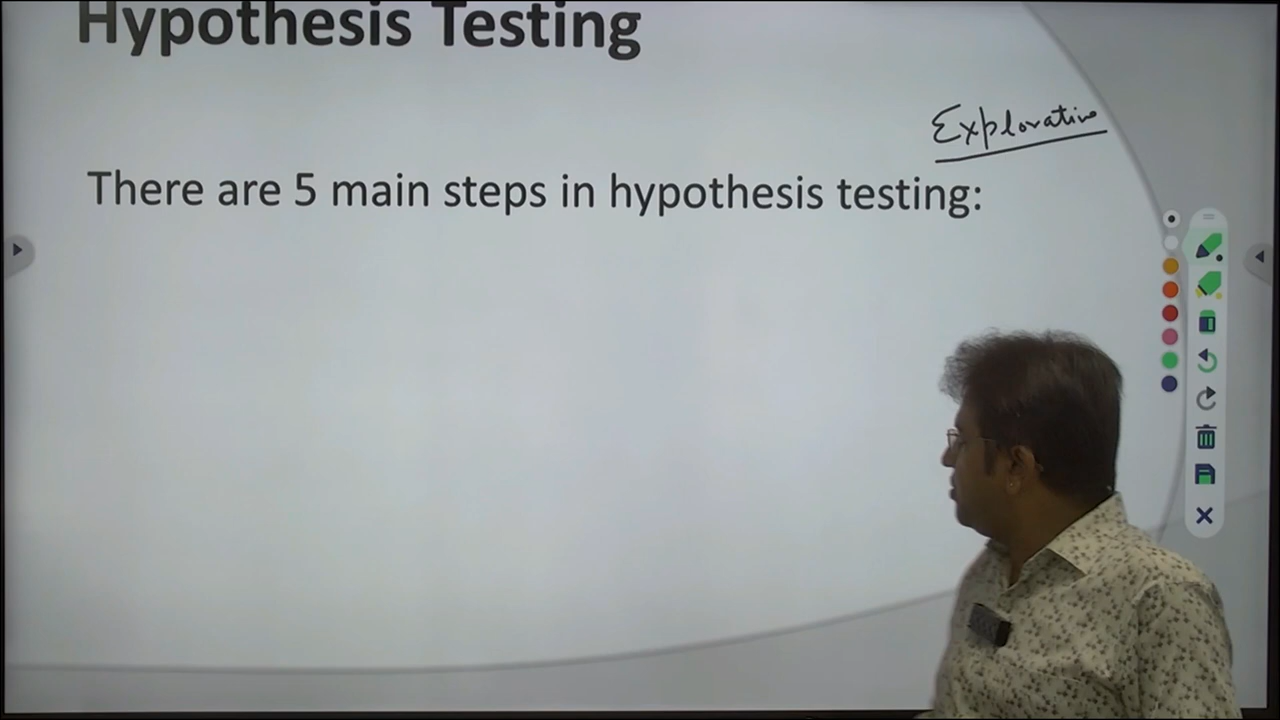 Hypothesis Testing
Explorative
There are 5 main steps in hypothesis testing: